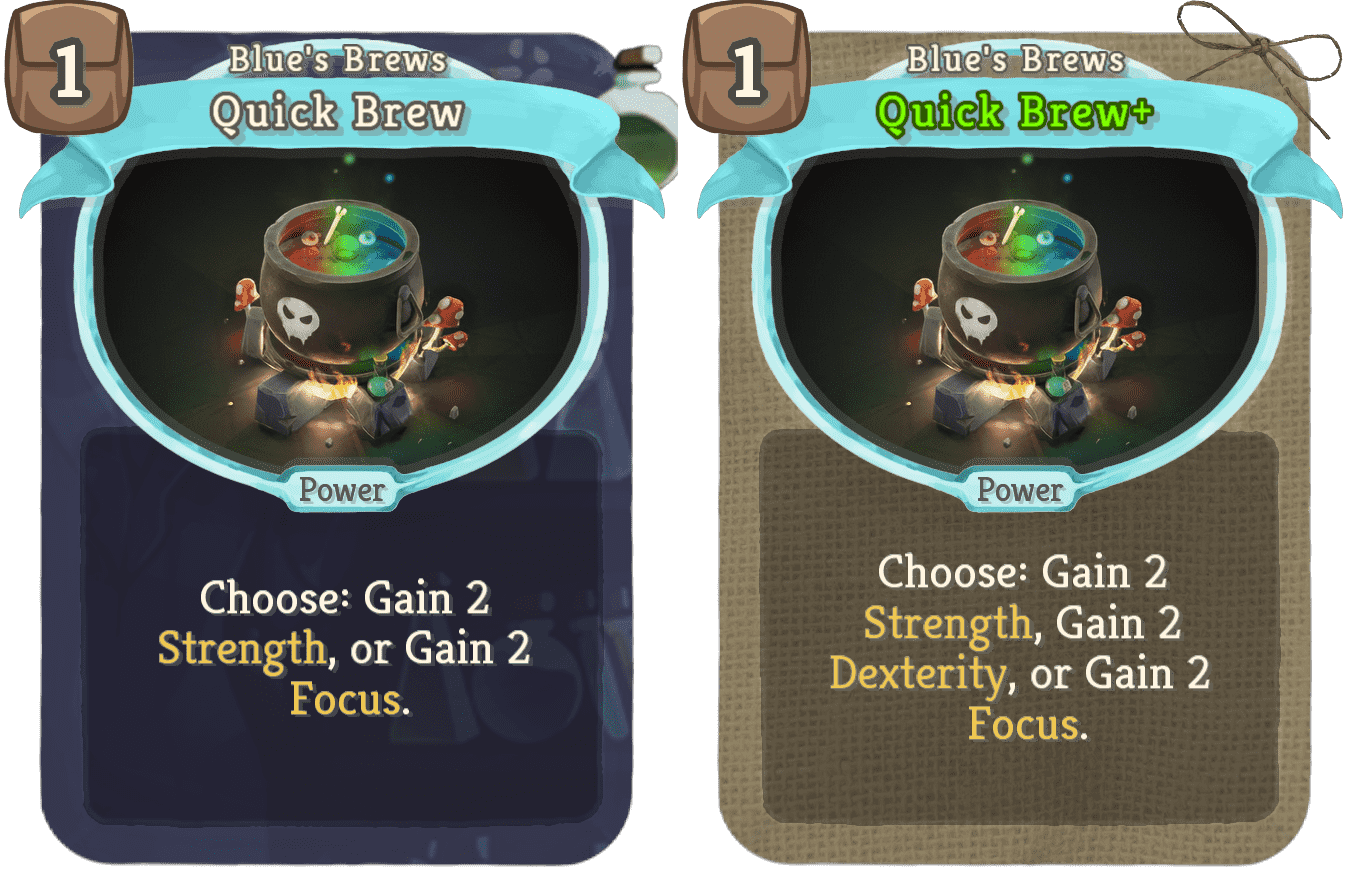 1
Blue's Brews
Quick Brew
Power
Choose: Gain 2
Strength, or Gain 2
Focus.
1
Blue's Brews
Quick Brew+
Power
Choose: Gain 2
Strength, Gain 2
Dexterity, or Gain 2
Focus.